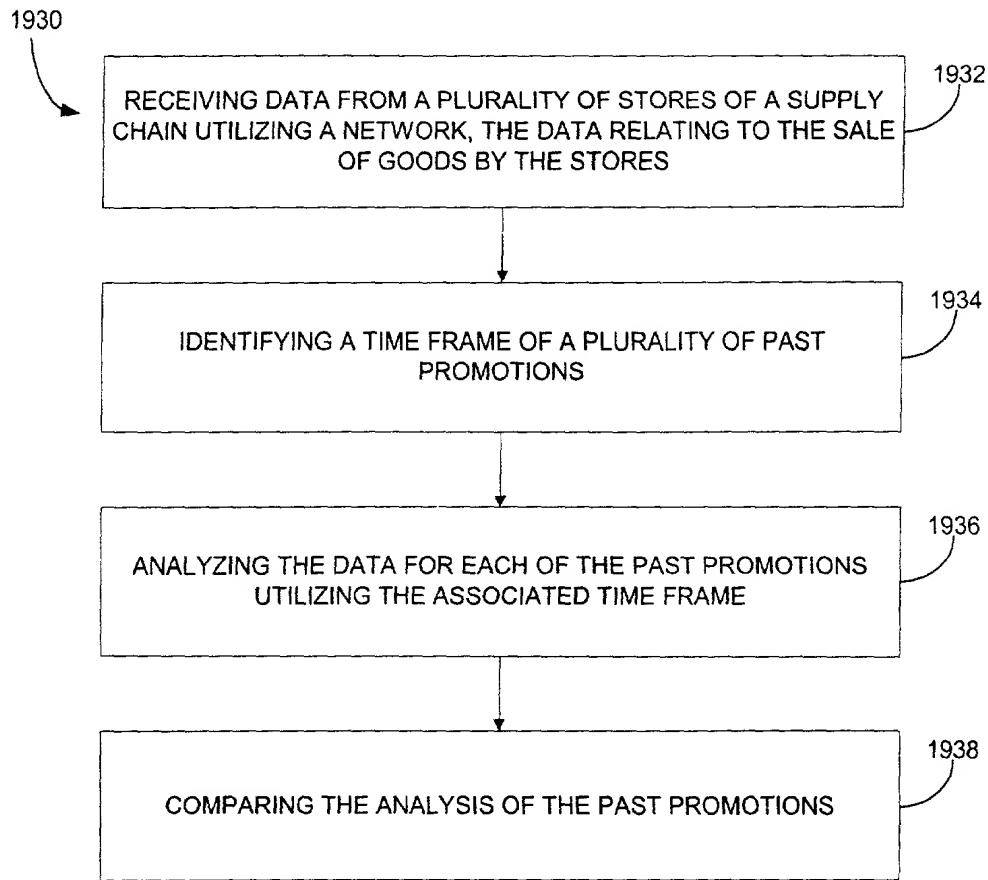 1930
1932
RECEIVING DATA FROM A PLURALITY OF STORES OF A SUPPLY
CHAIN UTILIZING A NETWORK, THE DATA RELATING TO THE SALE
OF GOODS BY THE STORES
1934
IDENTIFYING A TIME FRAME OF A PLURALITY OF PAST
PROMOTIONS
1936
ANALYZING THE DATA FOR EACH OF THE PAST PROMOTIONS
UTILIZING THE ASSOCIATED TIME FRAME
1938
COMPARING THE ANALYSIS OF THE PAST PROMOTIONS